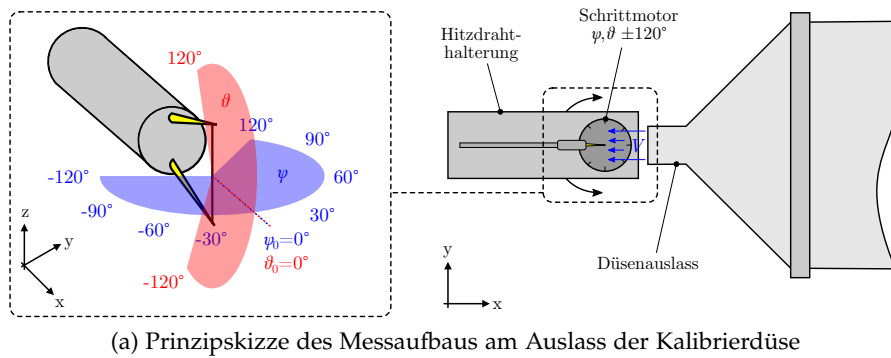 120°
ϑ
120°
90°
ψ
-120°
60°
-90°
30°
-60°
-30°
ψ₀=0°
ϑ₀=0°
-120°
z
y
x
Hitzdraht-
halterung
Schrittmotor
ψ,ϑ ±120°
V
Düsenauslass
y
x
(a) Prinzipskizze des Messaufbaus am Auslass der Kalibrierdüse